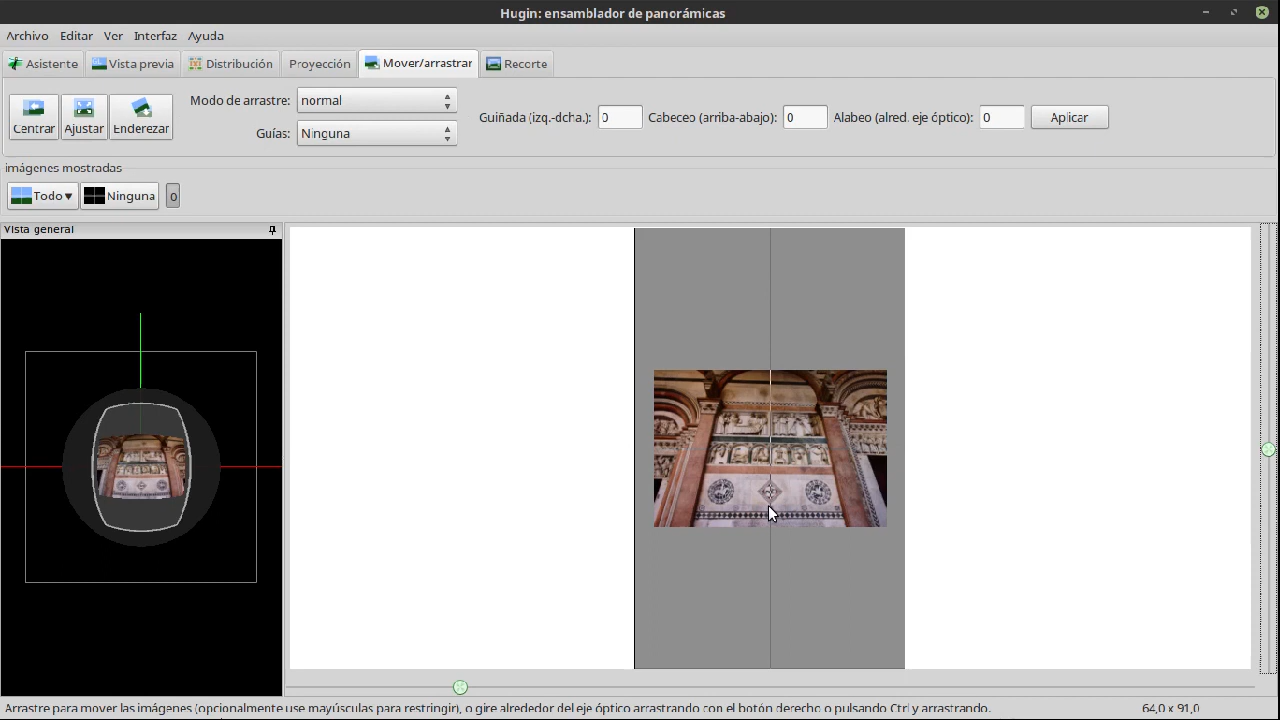 Hugin: ensamblador de panorámicas
Archivo Editar Ver Interfaz Ayuda
Asistente Vista previa Distribución Proyección Mover/arrastrar Recorte
Centrar Ajustar Enderezar
Modo de arrastre: normal
Guías: Ninguna
Guiñada (izq.-dcha.): 0 Cabeceo (arriba-abajo): 0 Alabeo (alred. eje óptico): 0 Aplicar
imágenes mostradas
Todo Ninguna 0
Vista general
Arrastre para mover las imágenes (opcionalmente use mayúsculas para restringir), o gire alrededor del eje óptico arrastrando con el botón derecho o pulsando Ctrl y arrastrando. 64,0 x 91,0